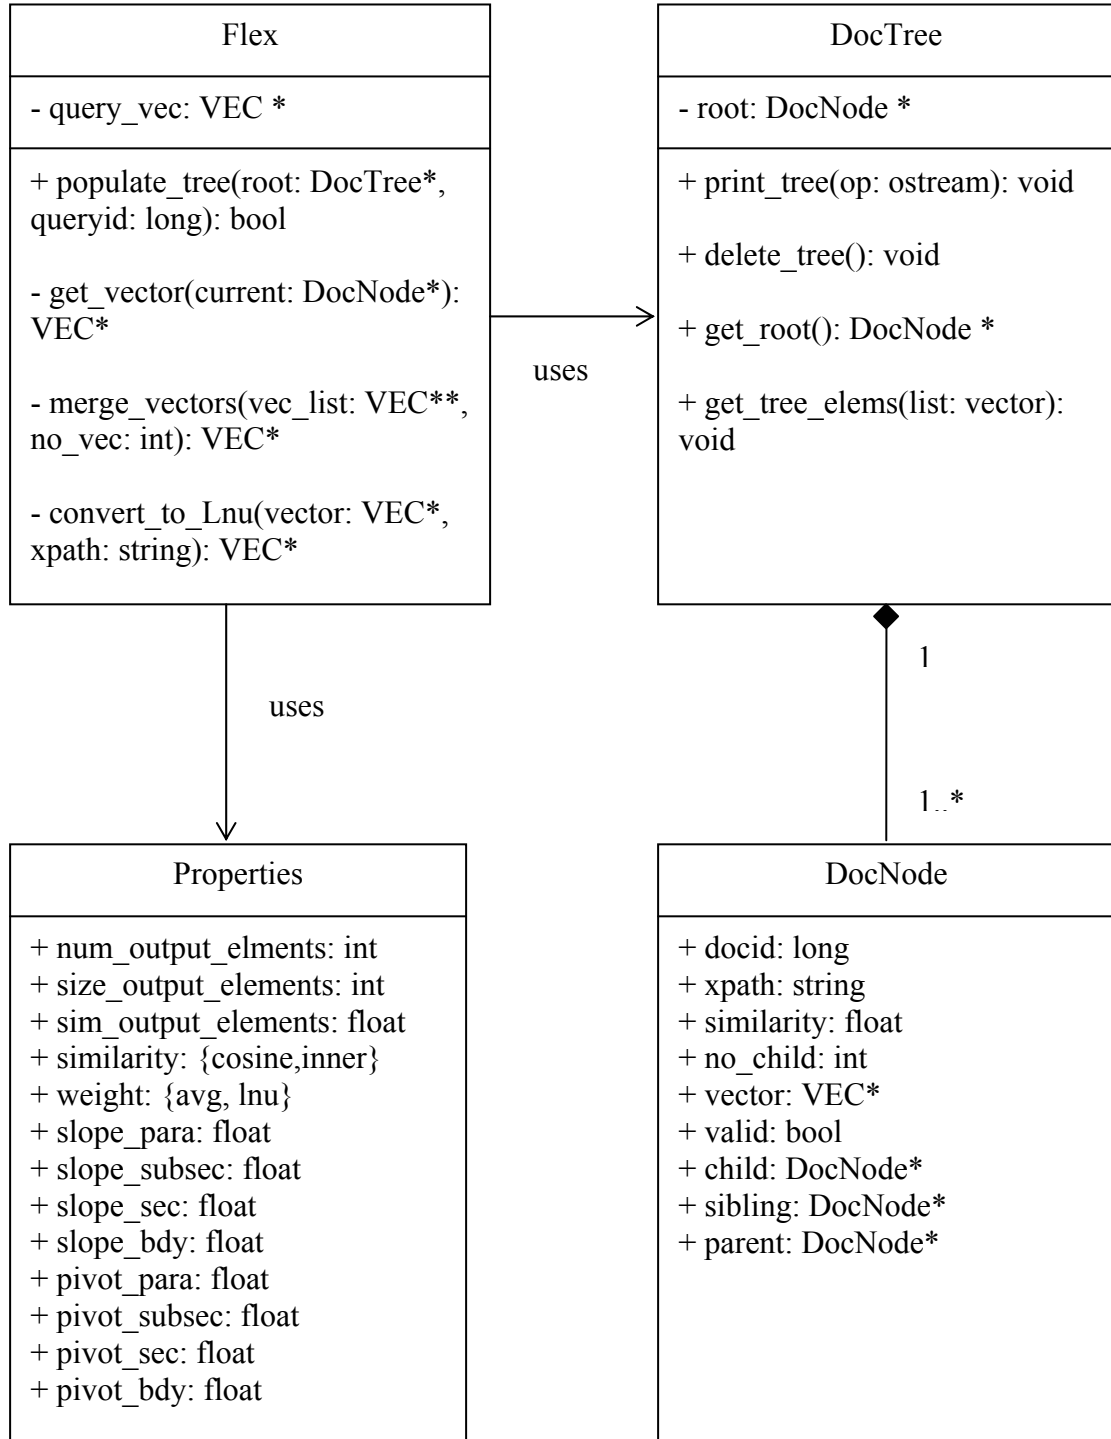 Flex
- query_vec: VEC *
+ populate_tree(root: DocTree*,
queryid: long): bool
- get_vector(current: DocNode*):
VEC*
- merge_vectors(vec_list: VEC**,
no_vec: int): VEC*
- convert_to_Lnu(vector: VEC*,
xpath: string): VEC*
uses
DocTree
- root: DocNode *
+ print_tree(op: ostream): void
+ delete_tree(): void
+ get_root(): DocNode *
+ get_tree_elems(list: vector):
void
1
1..*
uses
Properties
+ num_output_elments: int
+ size_output_elements: int
+ sim_output_elements: float
+ similarity: {cosine,inner}
+ weight: {avg, lnu}
+ slope_para: float
+ slope_subsec: float
+ slope_sec: float
+ slope_bdy: float
+ pivot_para: float
+ pivot_subsec: float
+ pivot_sec: float
+ pivot_bdy: float
DocNode
+ docid: long
+ xpath: string
+ similarity: float
+ no_child: int
+ vector: VEC*
+ valid: bool
+ child: DocNode*
+ sibling: DocNode*
+ parent: DocNode*